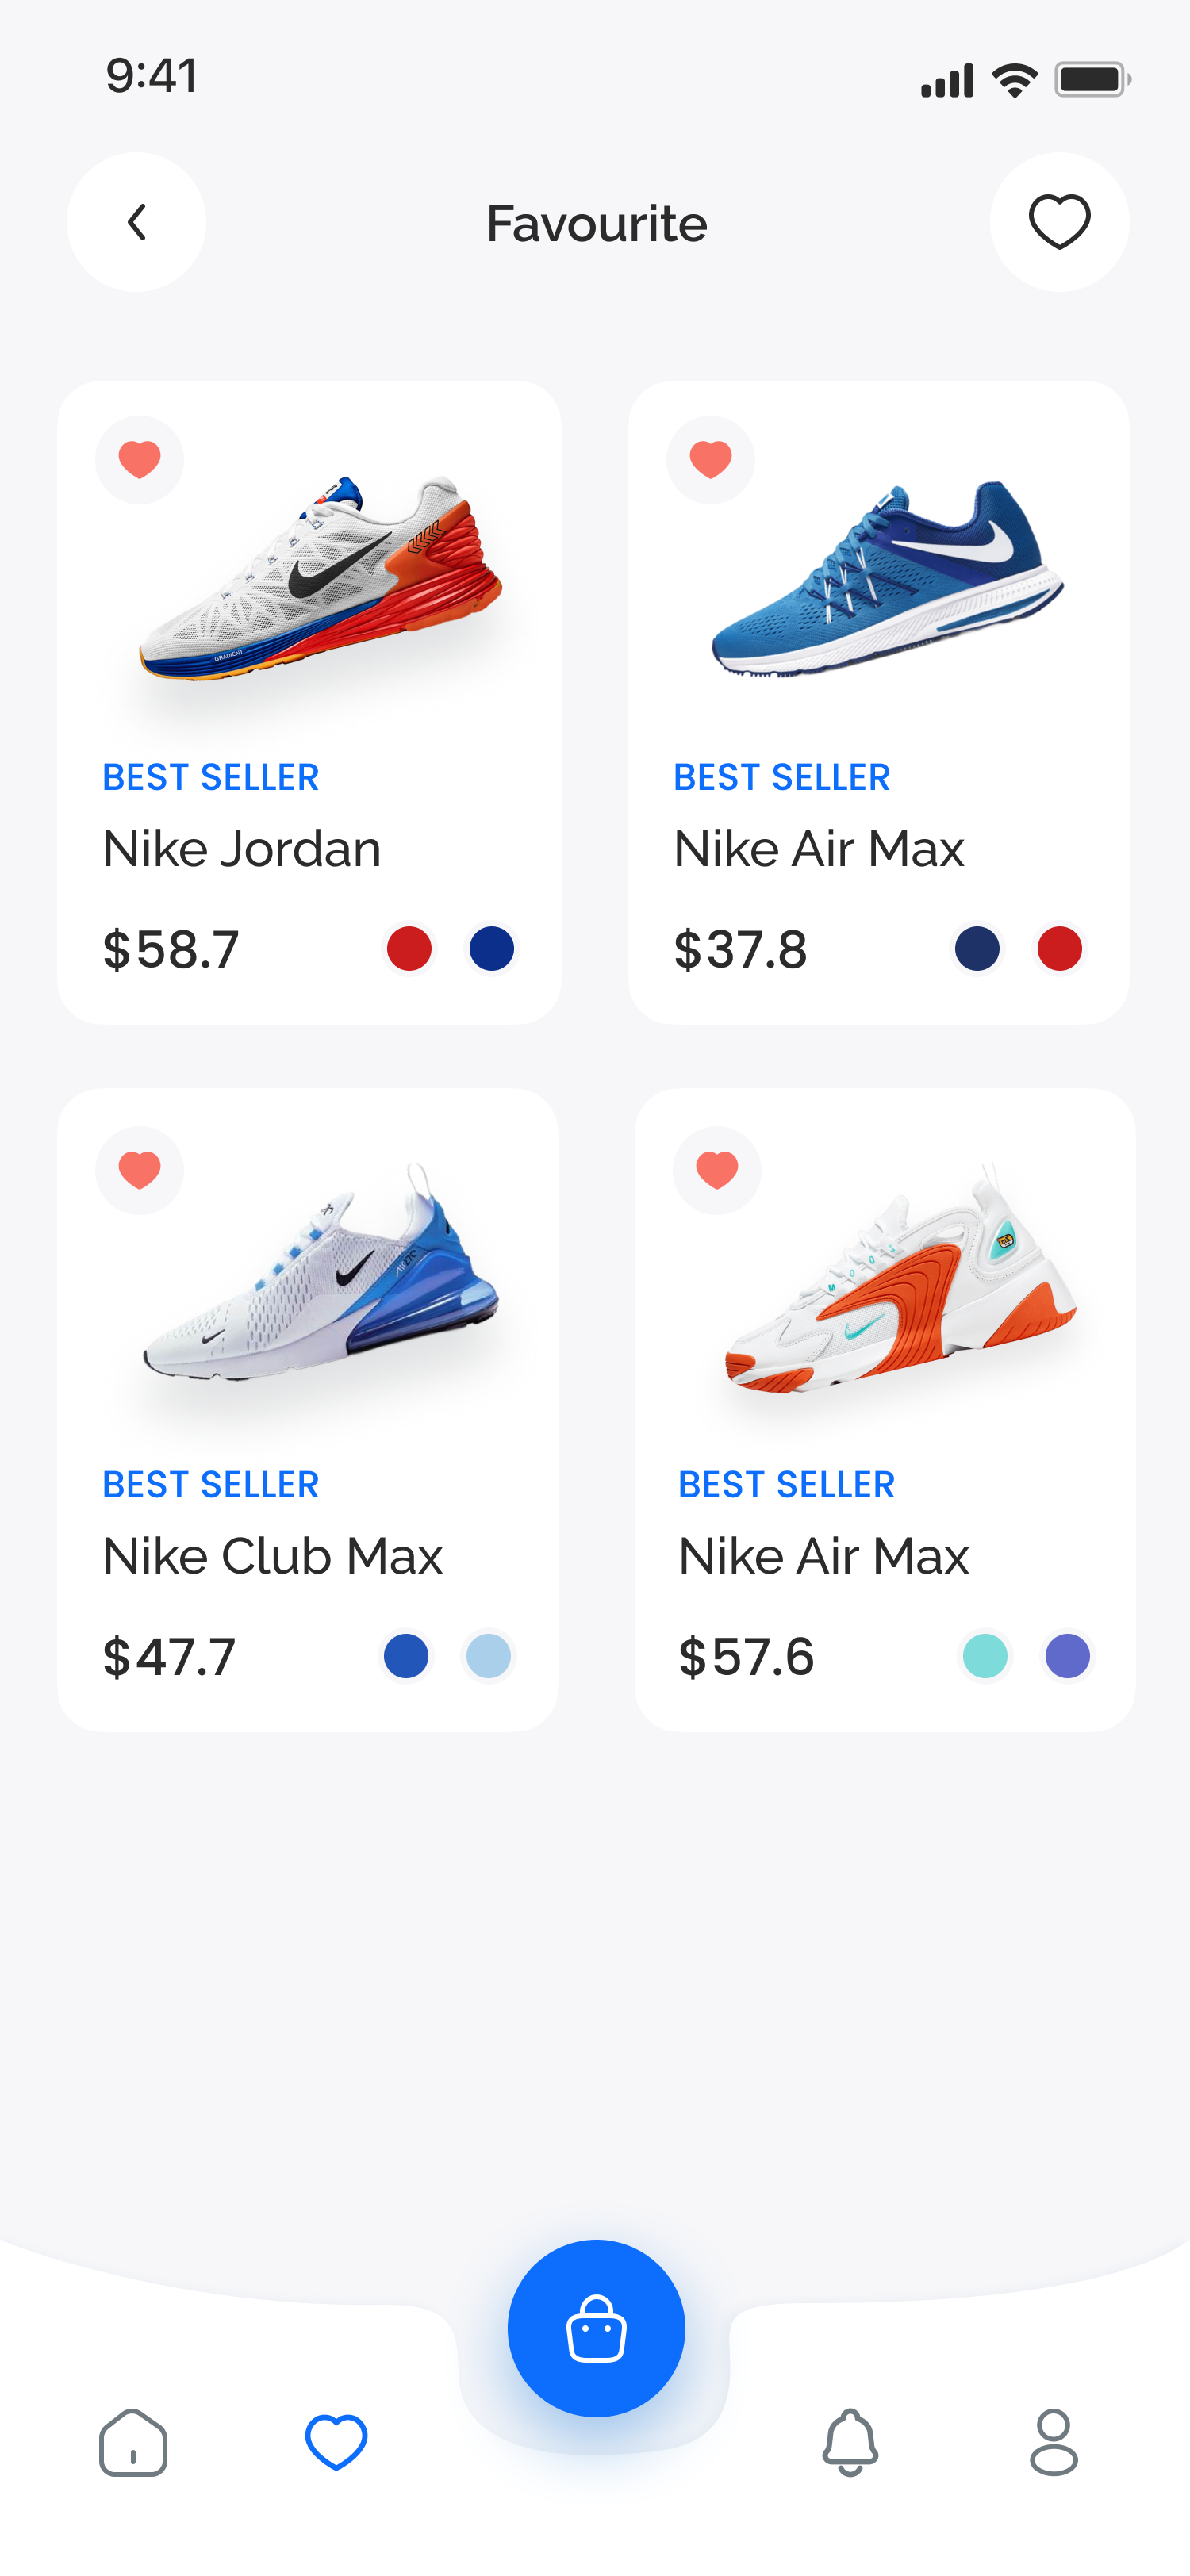 9:41
Favourite
GRADIENT
BEST SELLER
Nike Jordan
$58.7
BEST SELLER
Nike Air Max
$37.8
BEST SELLER
Nike Club Max
$47.7
BEST SELLER
Nike Air Max
$57.6